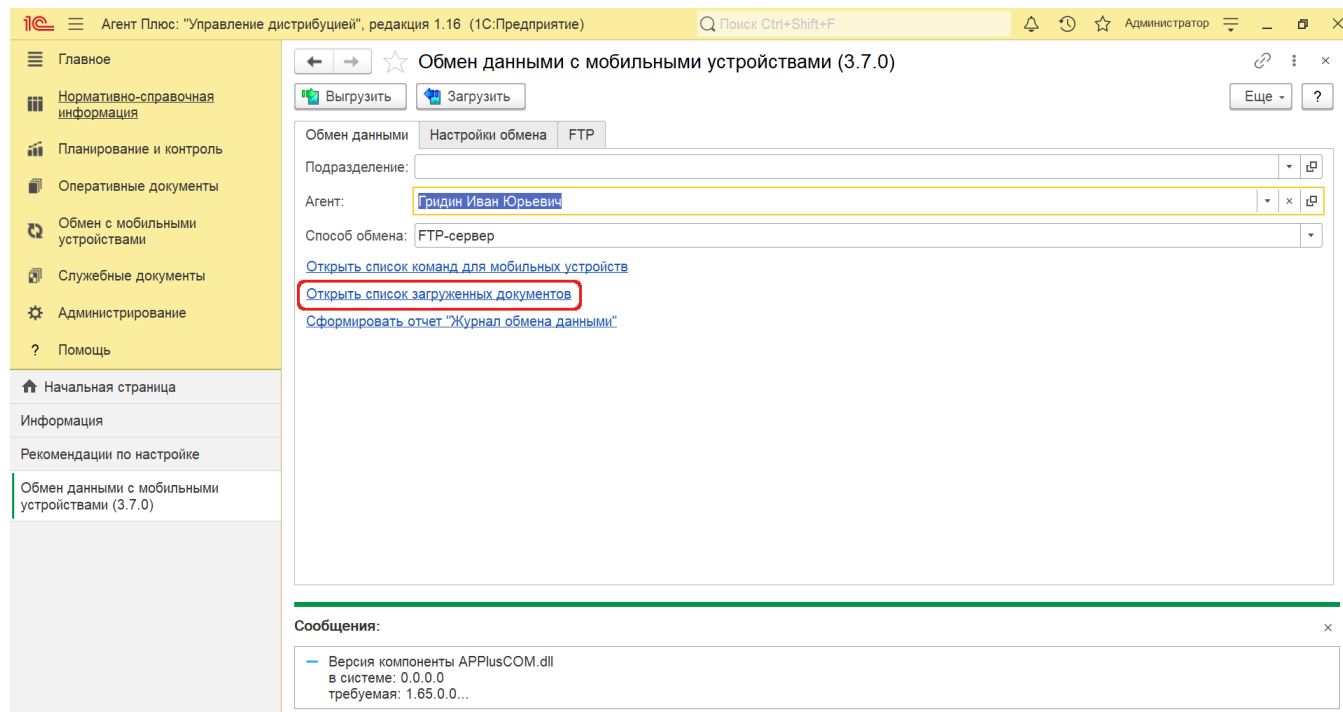 1С Агент Плюс: "Управление дистрибуцией", редакция 1.16 (1С:Предприятие) Поиск Ctrl+Shift+F Администратор
Главное
Нормативно-справочная
информация
Планирование и контроль
Оперативные документы
Обмен с мобильными
устройствами
Служебные документы
Администрирование
? Помощь
Начальная страница
Информация
Рекомендации по настройке
Обмен данными с мобильными
устройствами (3.7.0)
Обмен данными с мобильными устройствами (3.7.0)
Выгрузить Загрузить Еще ?
Обмен данными Настройки обмена FTP
Подразделение:
Агент: Гридин Иван Юрьевич
Способ обмена: FTP-сервер
Открыть список команд для мобильных устройств
Открыть список загруженных документов
Сформировать отчет "Журнал обмена данными"
Сообщения:
Версия компоненты APPlusCOM.dll
в системе: 0.0.0.0
требуемая: 1.65.0.0...